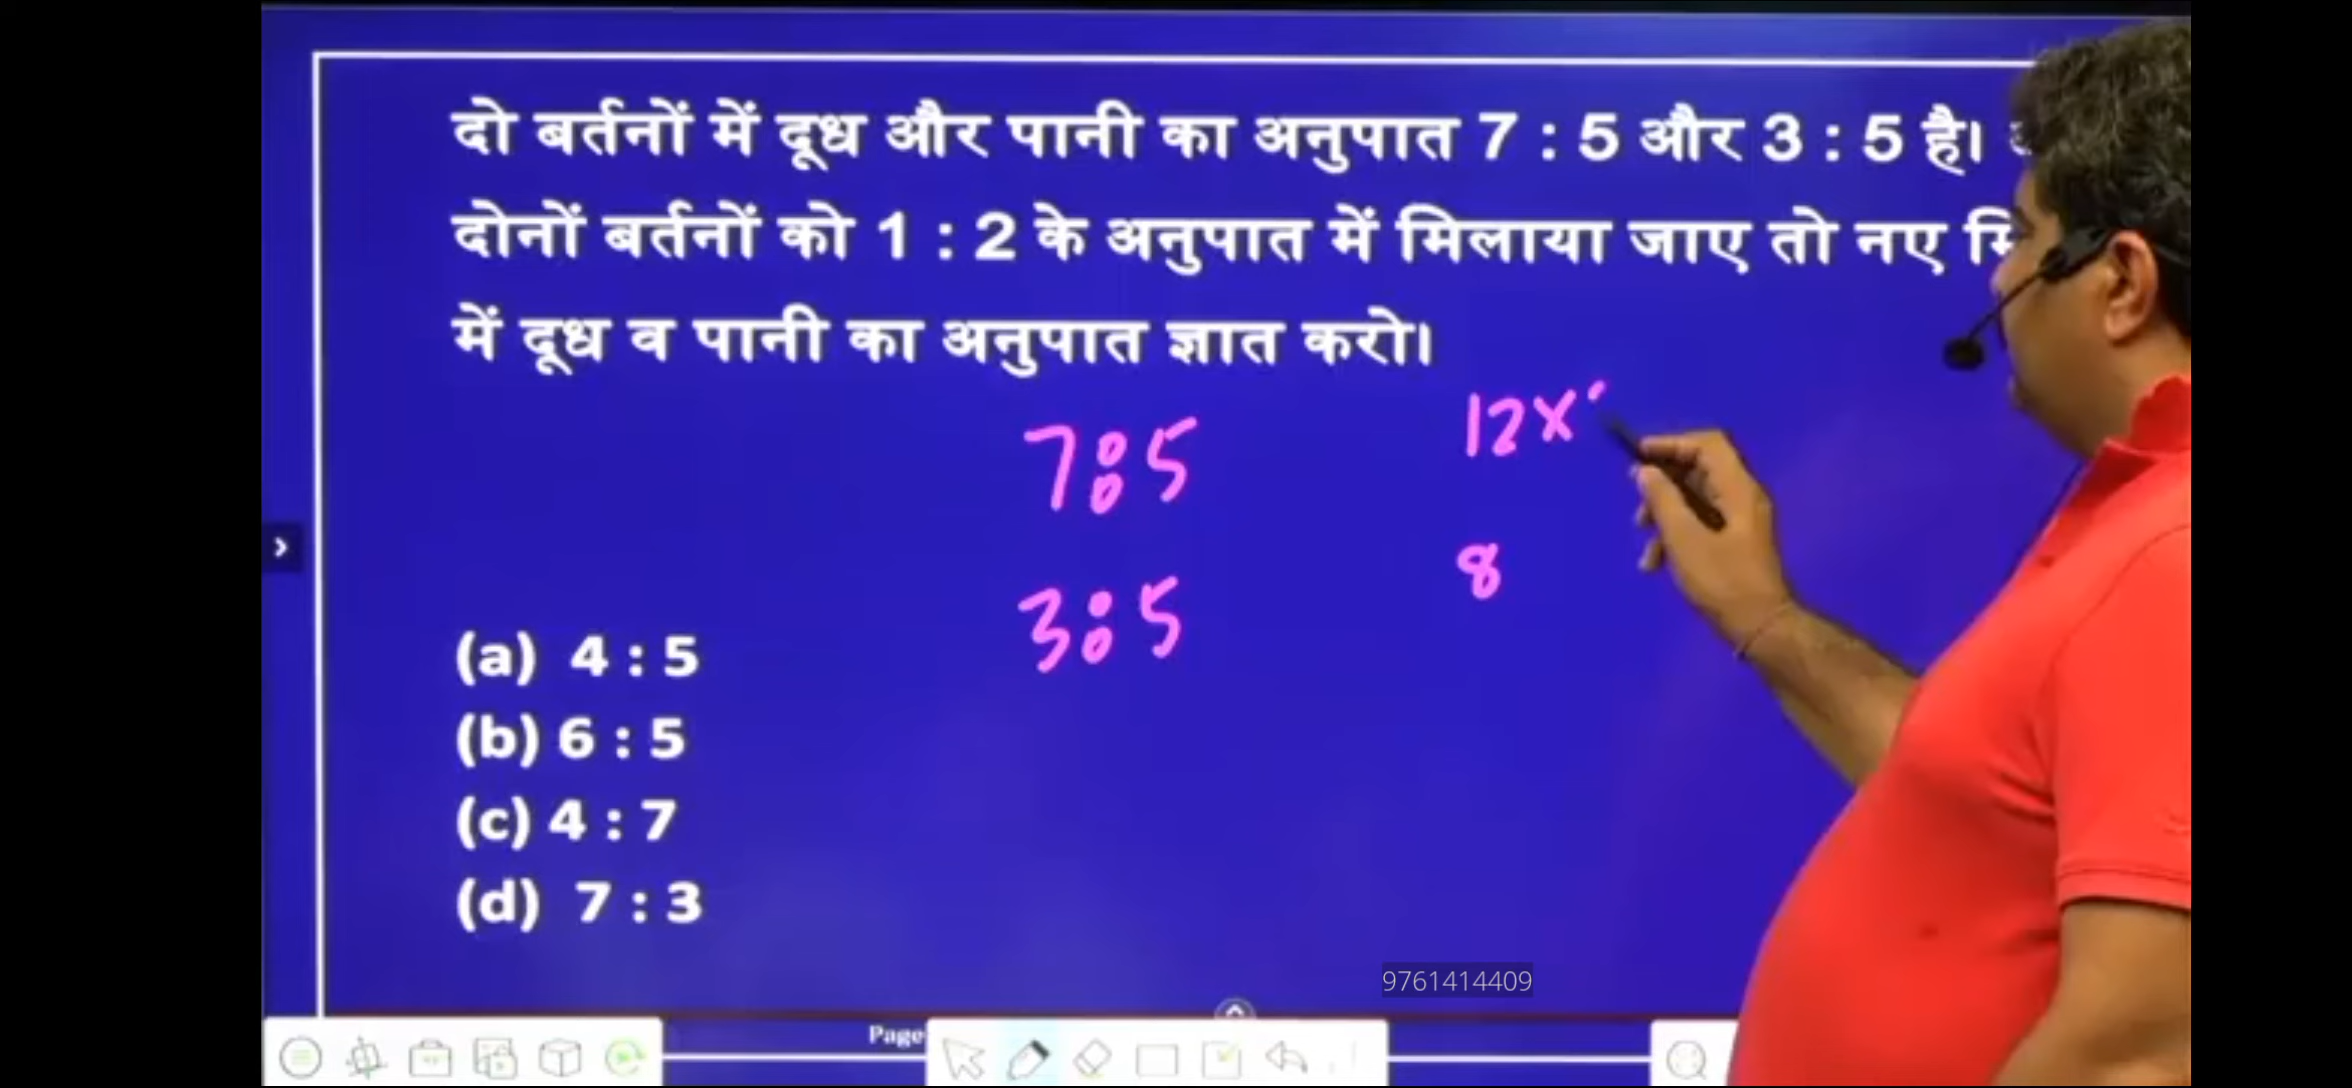 दो बर्तनों में दूध और पानी का अनुपात 7 : 5 और 3 : 5 है।
दोनों बर्तनों को 1 : 2 के अनुपात में मिलाया जाए तो नए
में दूध व पानी का अनुपात ज्ञात करो।
7 : 5
12 x
3 : 5
8
(a) 4 : 5
(b) 6 : 5
(c) 4 : 7
(d) 7 : 3
9761414409
Page